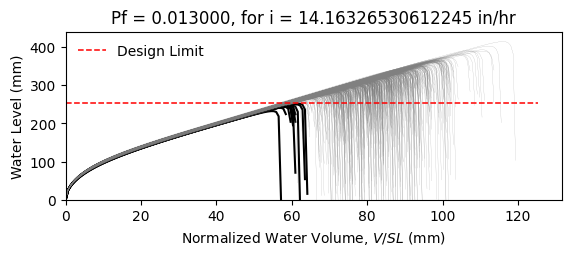 Pf = 0.013000, for i = 14.16326530612245 in/hr
Water Level (mm)
400
300
200
100
0
Design Limit
0 20 40 60 80 100 120
Normalized Water Volume, V/SL (mm)